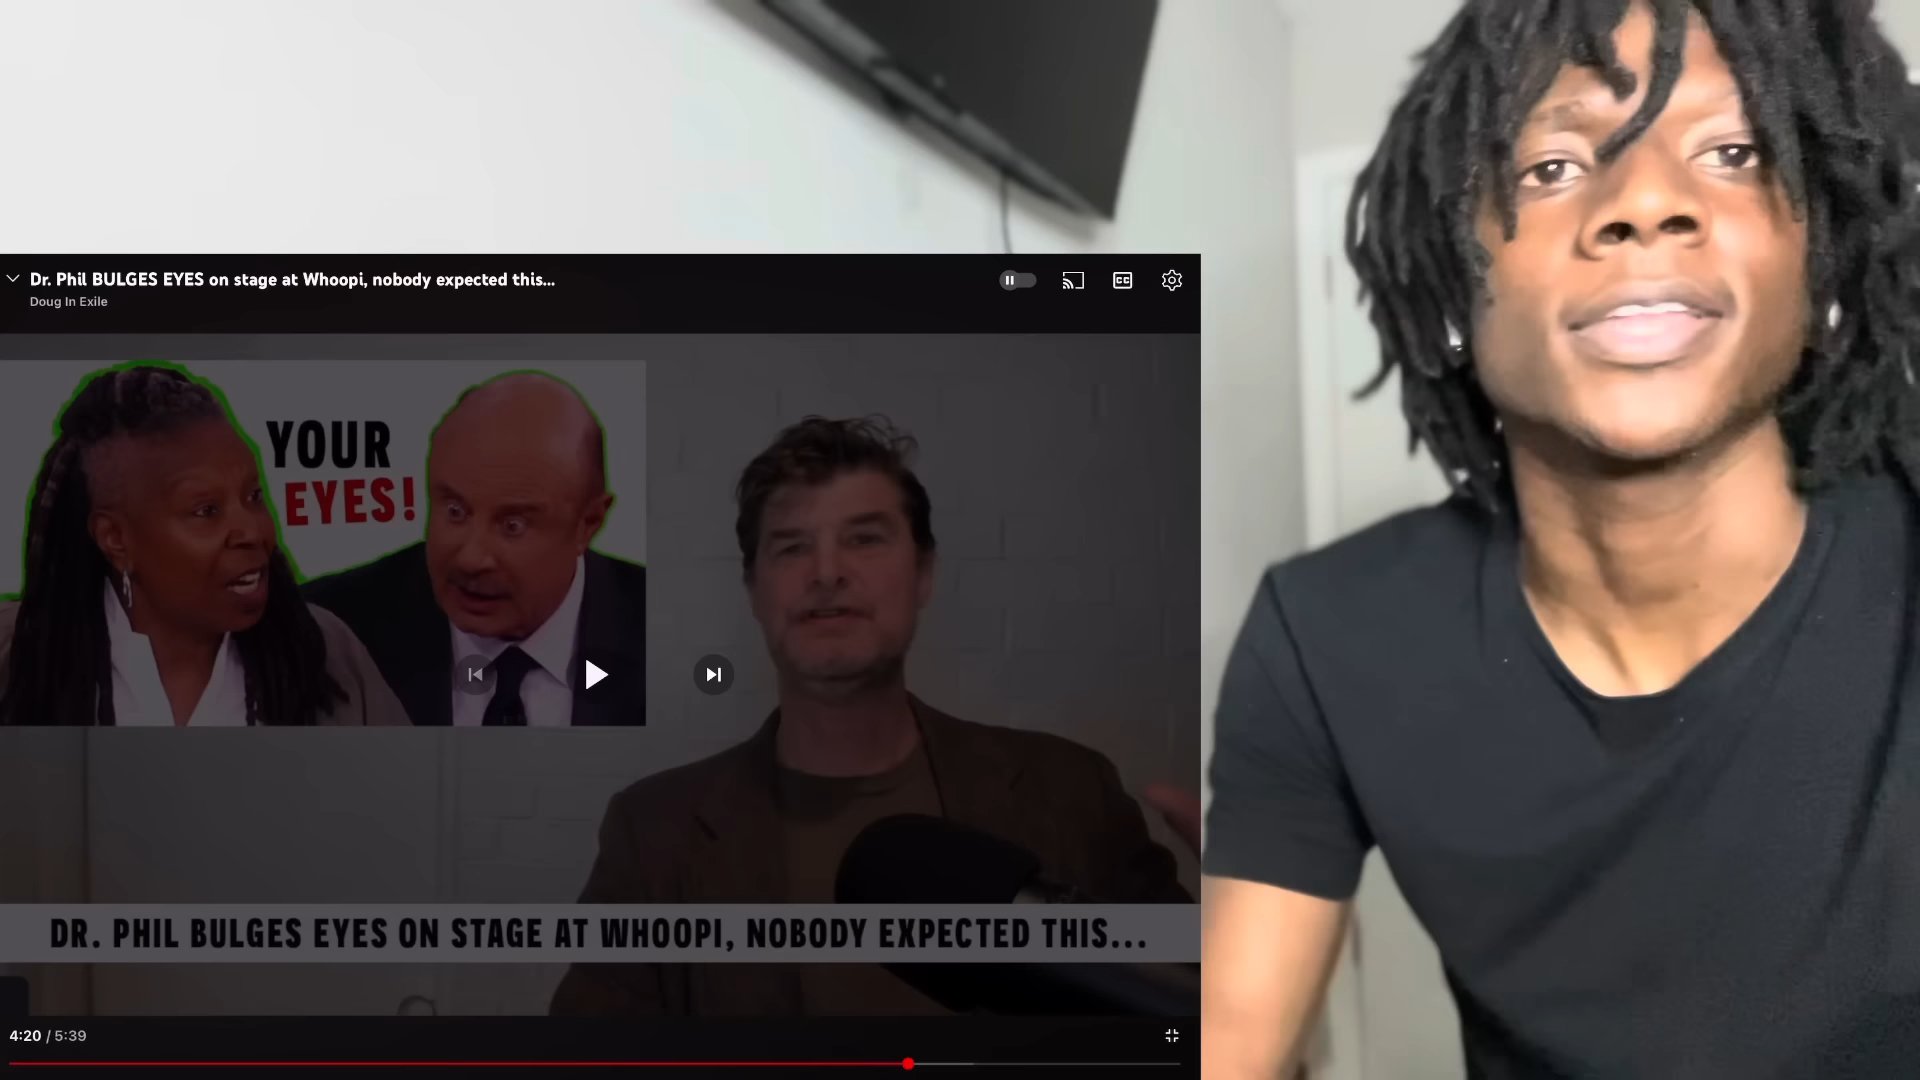 Dr. Phil BULGES EYES on stage at Whoopi, nobody expected this...
Doug In Exile
CC
YOUR
EYES!
DR. PHIL BULGES EYES ON STAGE AT WHOOPI, NOBODY EXPECTED THIS...
4:20 / 5:39